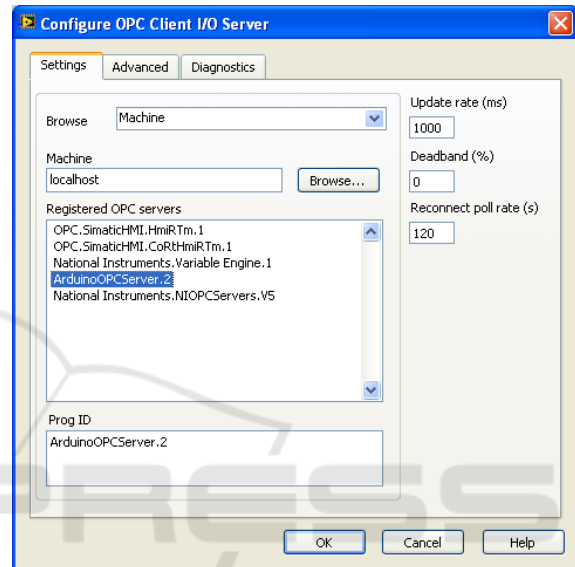 Configure OPC Client I/O Server
Settings
Advanced
Diagnostics
Browse
Machine
Machine
localhost
Browse...
Registered OPC servers
OPC.SimaticHMI.HmiRTm.1
OPC.SimaticHMI.CoRtHmiRTm.1
National Instruments.Variable Engine.1
ArduinoOPCServer.2
National Instruments.NIOPCServers.V5
Prog ID
ArduinoOPCServer.2
Update rate (ms)
1000
Deadband (%)
0
Reconnect poll rate (s)
120
OK
Cancel
Help
PRESS